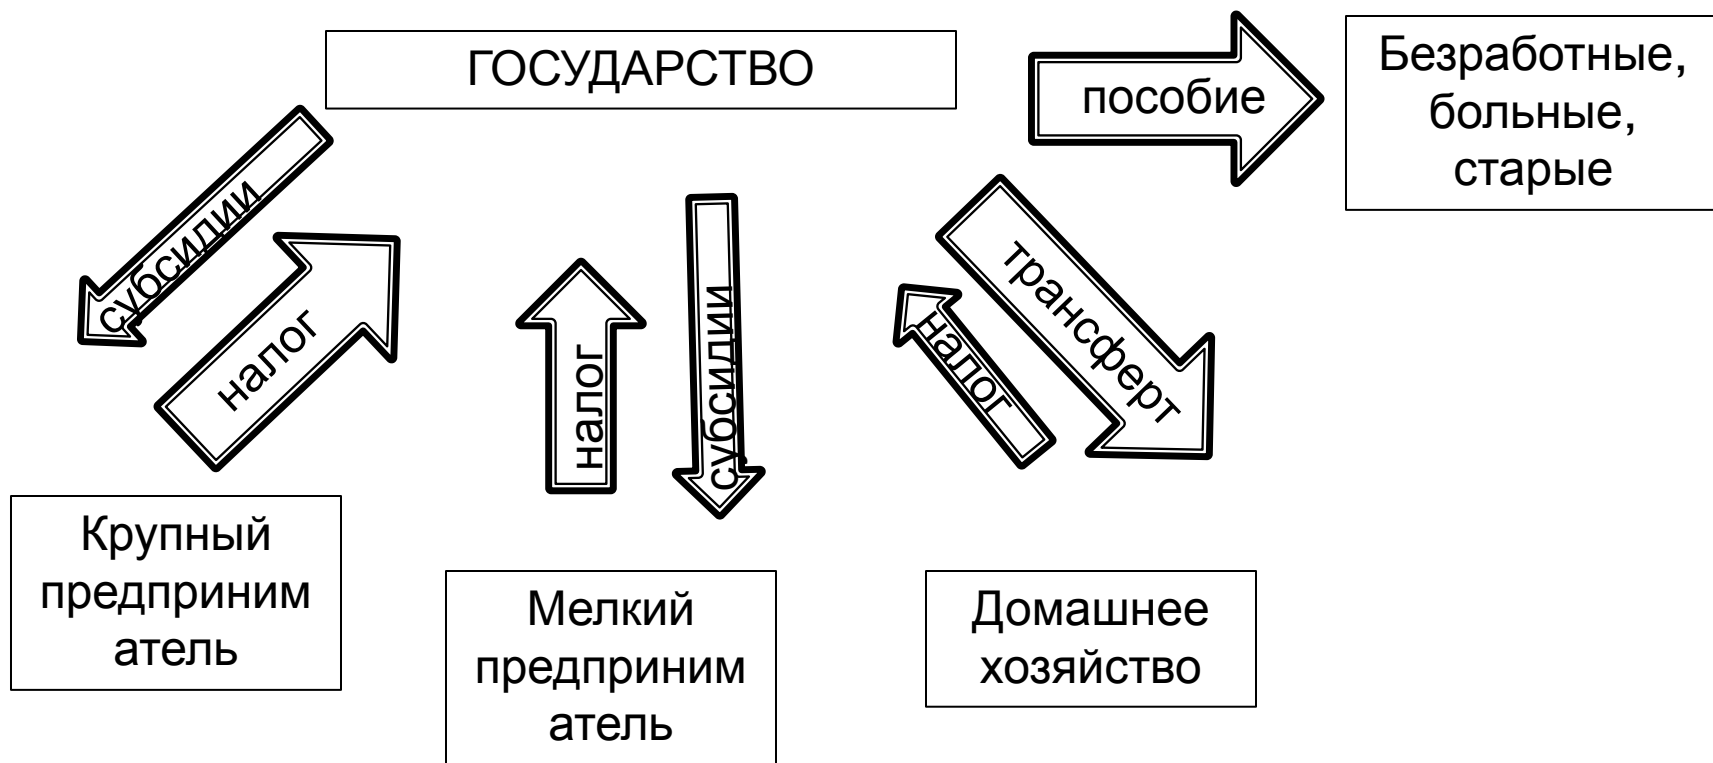 ГОСУДАРСТВО
пособие
Безработные,
больные,
старые
субсидии
налог
налог
субсидии
налог
трансферт
Крупный
предприним
атель
Мелкий
предприним
атель
Домашнее
хозяйство